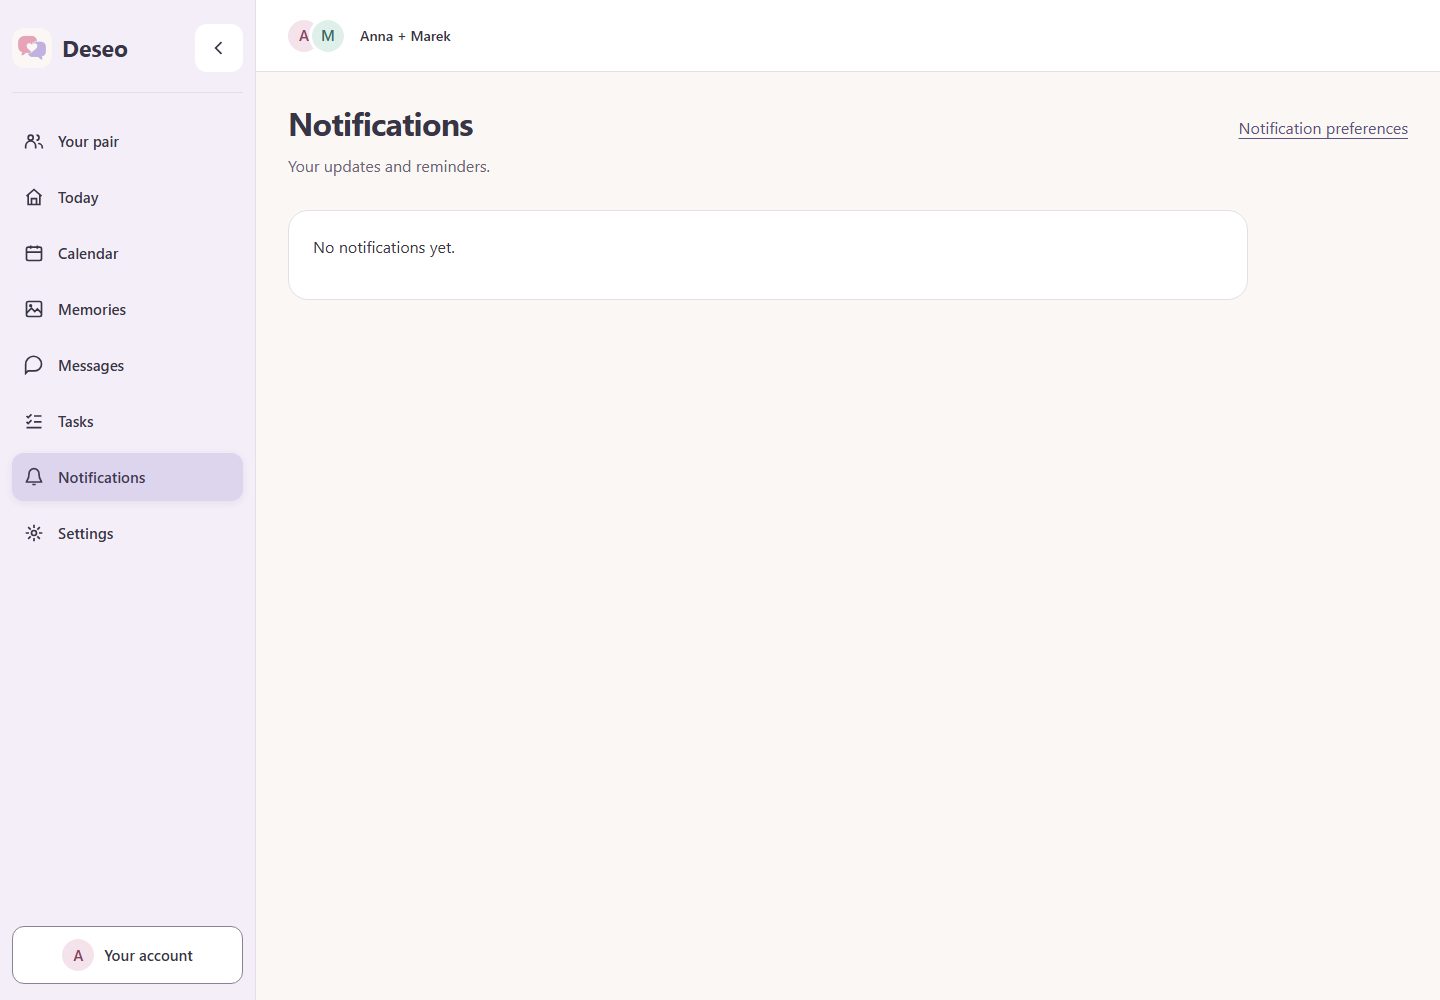 Deseo
Your pair
Today
Calendar
Memories
Messages
Tasks
Notifications
Settings
A Your account
A M Anna + Marek
Notifications
Notification preferences
Your updates and reminders.
No notifications yet.